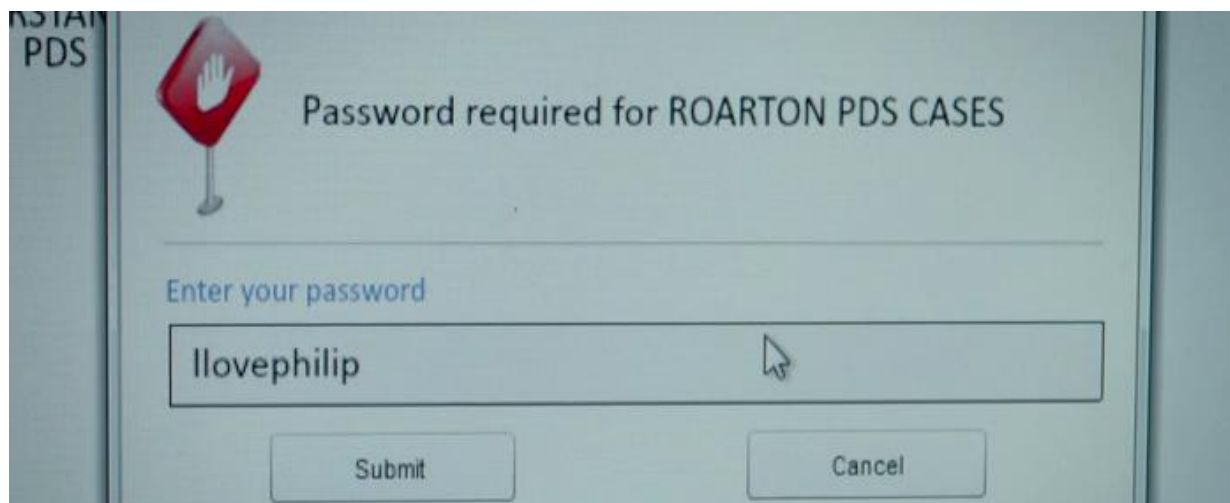 PDS
Password required for ROARTON PDS CASES
Enter your password
Ilovephilip
Submit
Cancel